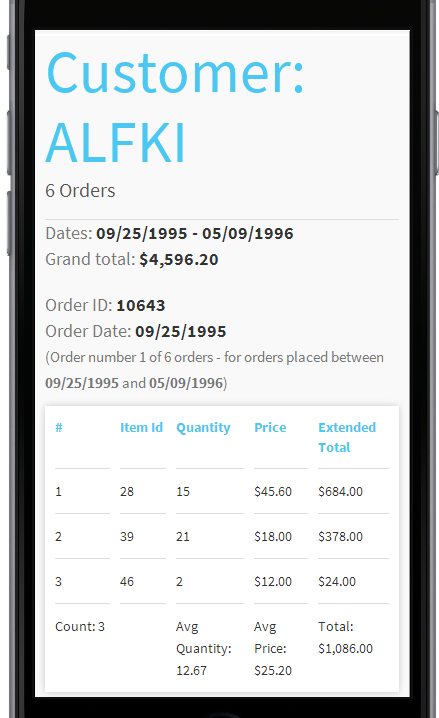 Customer:
ALFKI
6 Orders
Dates: 09/25/1995 - 05/09/1996
Grand total: $4,596.20
Order ID: 10643
Order Date: 09/25/1995
(Order number 1 of 6 orders - for orders placed between
09/25/1995 and 05/09/1996)
# Item Id Quantity Price Extended
Total
1 28 15 $45.60 $684.00
2 39 21 $18.00 $378.00
3 46 2 $12.00 $24.00
Count: 3 Avg Avg Total:
Quantity: Price: $1,086.00
12.67 $25.20